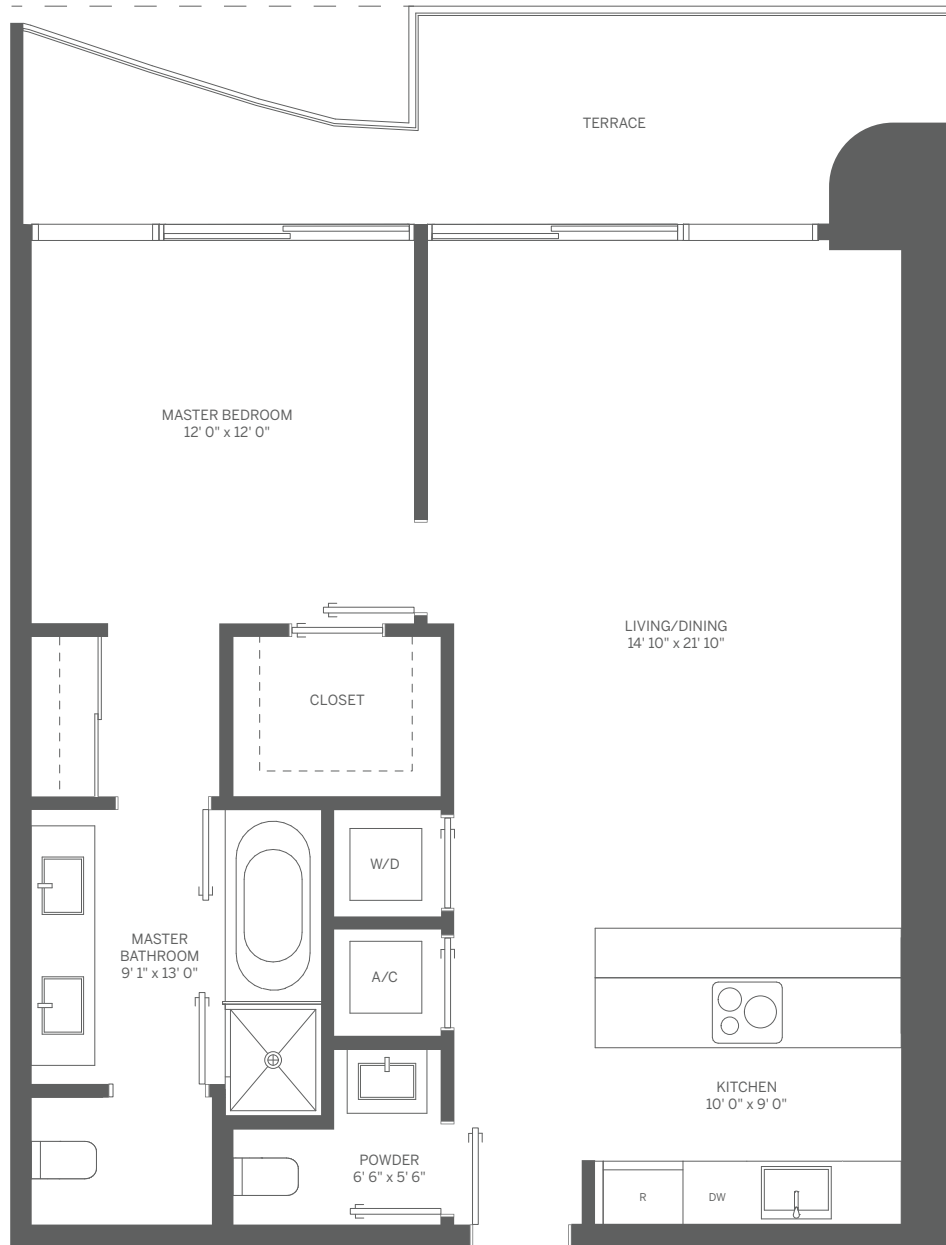 TERRACE
MASTER BEDROOM
12' 0" x 12' 0"
LIVING/DINING
14' 10" x 21' 10"
CLOSET
W/D
MASTER
BATHROOM
9' 1" x 13' 0"
A/C
KITCHEN
10' 0" x 9' 0"
POWDER
6' 6" x 5' 6"
R
DW